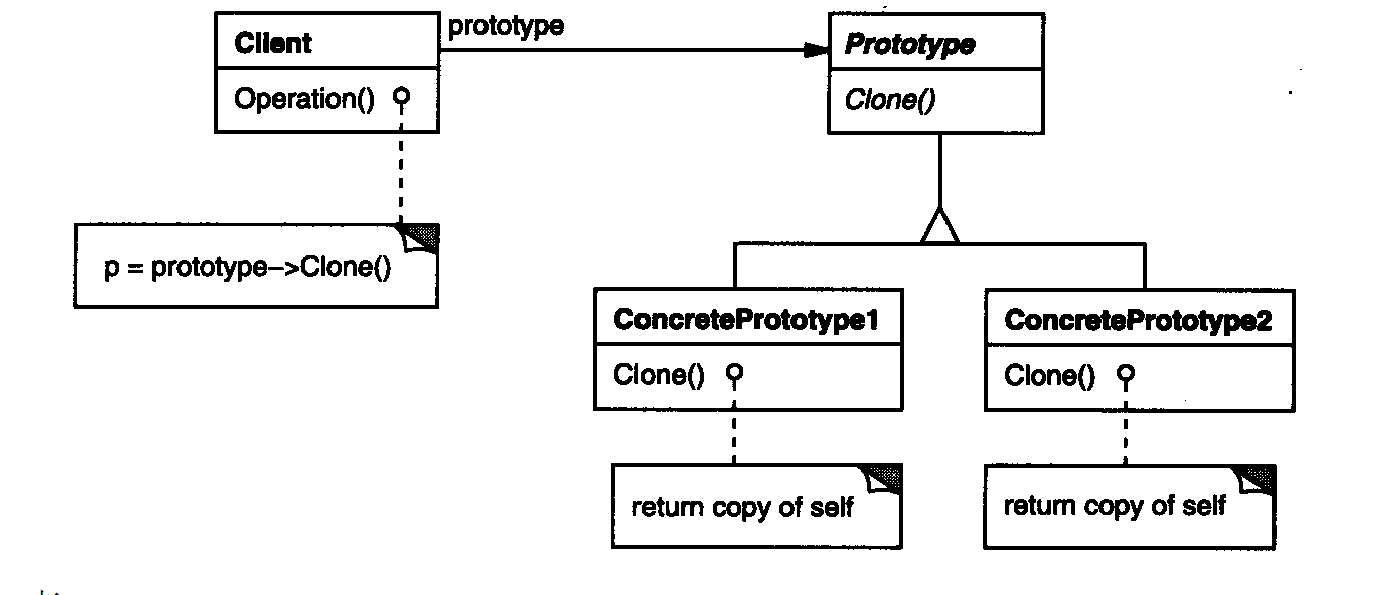 Client
prototype
Prototype
Operation()
Clone()
p = prototype–>Clone()
ConcretePrototype1
ConcretePrototype2
Clone()
Clone()
return copy of self
return copy of self